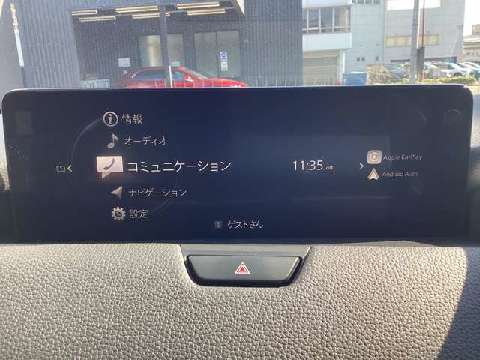 情報
オーディオ
コミュニケーション
11:35
Apple CarPlay
Android Auto
ナビゲーション
設定
ゲストさん